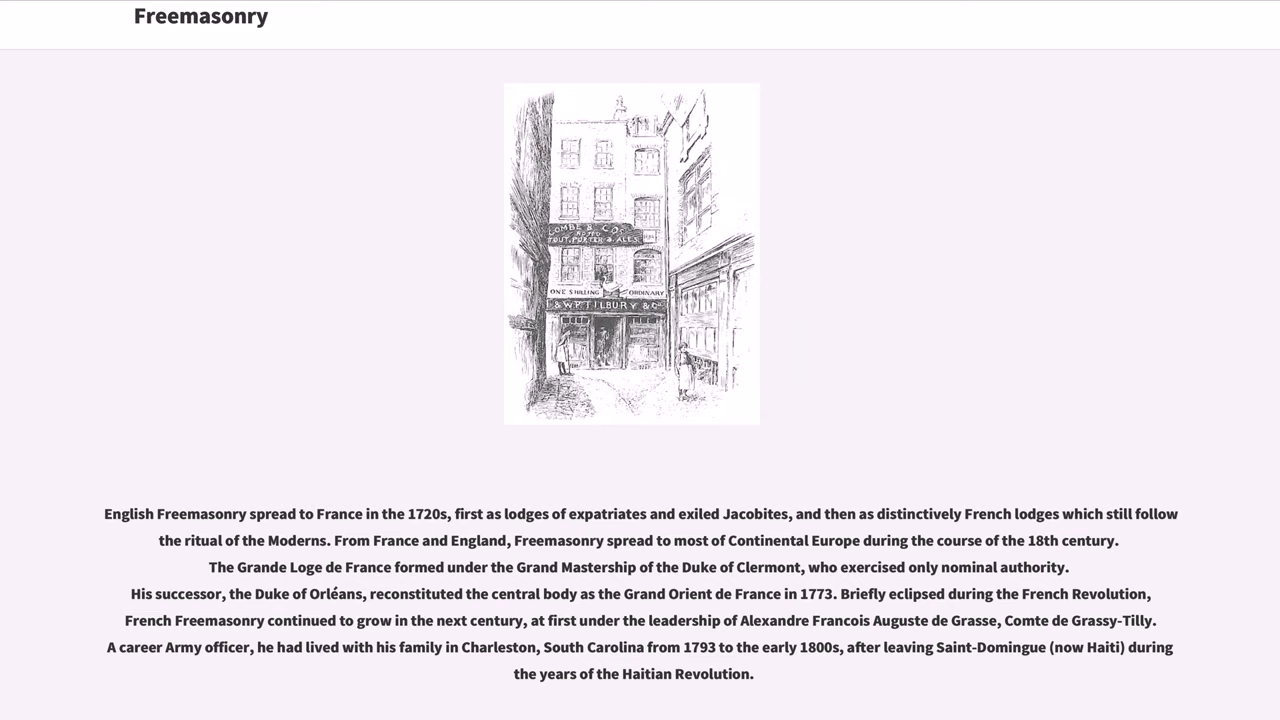 Freemasonry
OMBE & CO
NOTED
TOUT, PORTER & ALES.
ONE SHILLING ORDINARY
& W.P. TILBURY & Co
English Freemasonry spread to France in the 1720s, first as lodges of expatriates and exiled Jacobites, and then as distinctively French lodges which still follow
the ritual of the Moderns. From France and England, Freemasonry spread to most of Continental Europe during the course of the 18th century.
The Grande Loge de France formed under the Grand Mastership of the Duke of Clermont, who exercised only nominal authority.
His successor, the Duke of Orléans, reconstituted the central body as the Grand Orient de France in 1773. Briefly eclipsed during the French Revolution,
French Freemasonry continued to grow in the next century, at first under the leadership of Alexandre Francois Auguste de Grasse, Comte de Grassy-Tilly.
A career Army officer, he had lived with his family in Charleston, South Carolina from 1793 to the early 1800s, after leaving Saint-Domingue (now Haiti) during
the years of the Haitian Revolution.